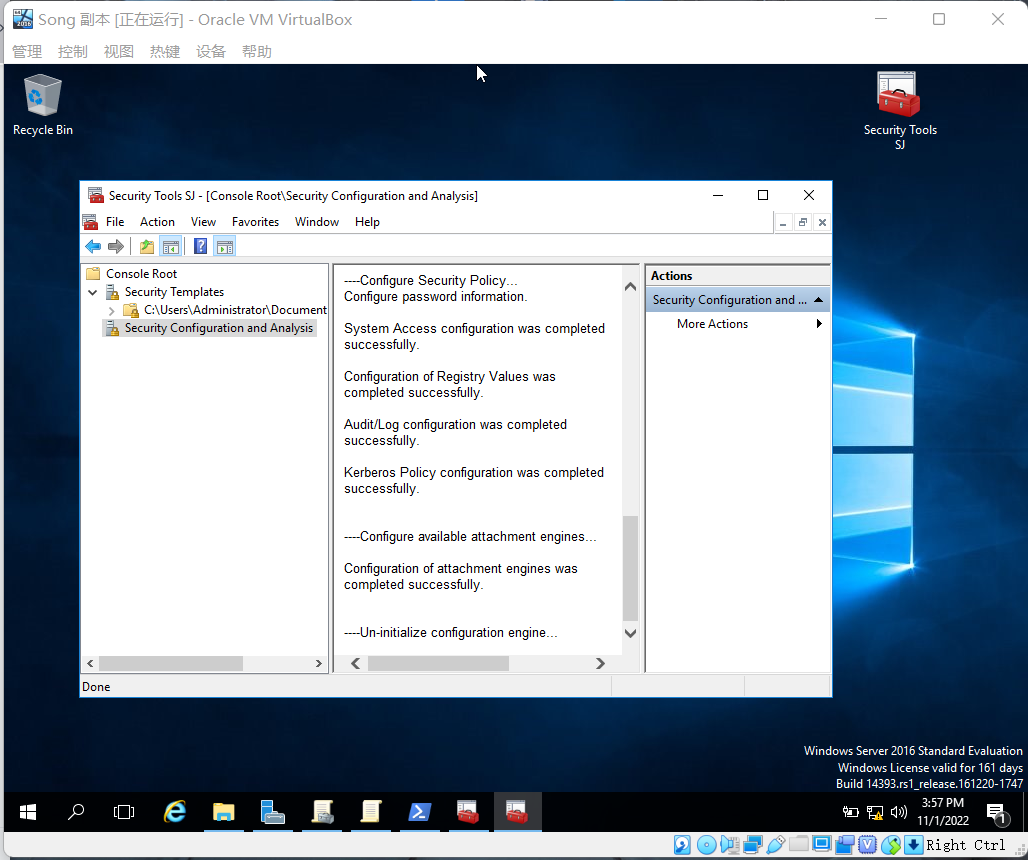 Song 副本 [正在运行] - Oracle VM VirtualBox
管理 控制 视图 热键 设备 帮助
Recycle Bin
Security Tools
SJ
Security Tools SJ - [Console Root\Security Configuration and Analysis]
File Action View Favorites Window Help
Console Root
Security Templates
C:\Users\Administrator\Document
Security Configuration and Analysis
----Configure Security Policy...
Configure password information.
System Access configuration was completed
successfully.
Configuration of Registry Values was
completed successfully.
Audit/Log configuration was completed
successfully.
Kerberos Policy configuration was completed
successfully.
----Configure available attachment engines...
Configuration of attachment engines was
completed successfully.
----Un-initialize configuration engine...
Actions
Security Configuration and ...
More Actions
Done
Windows Server 2016 Standard Evaluation
Windows License valid for 161 days
Build 14393.rs1_release.161220-1747
3:57 PM
11/1/2022
1
Right Ctrl